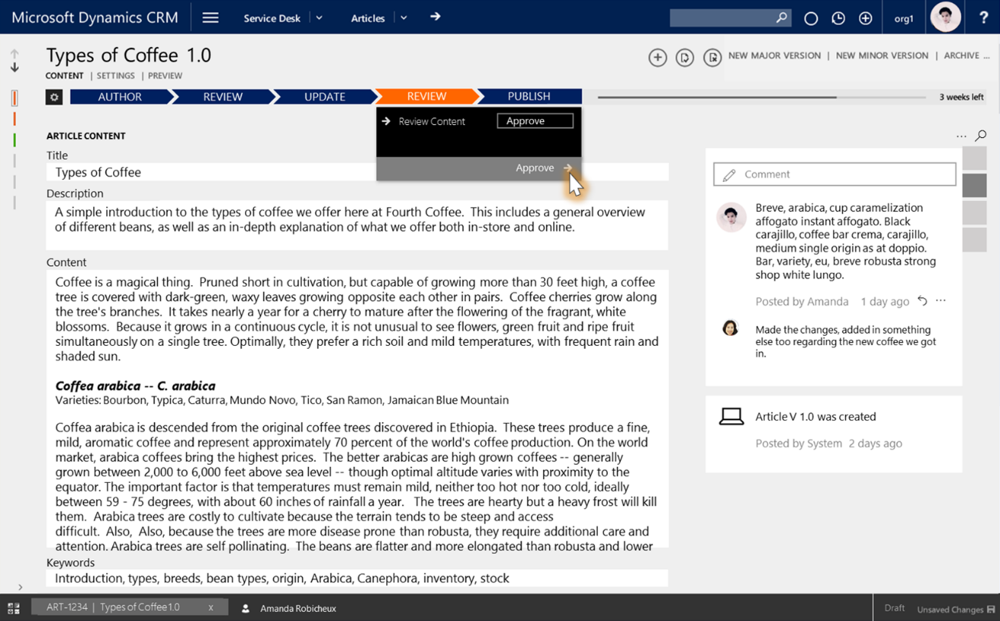 Microsoft Dynamics CRM
Service Desk
Articles
org1
?
Types of Coffee 1.0
NEW MAJOR VERSION | NEW MINOR VERSION | ARCHIVE ...
CONTENT | SETTINGS | PREVIEW
AUTHOR
REVIEW
UPDATE
REVIEW
PUBLISH
3 weeks left
Review Content
Approve
Approve
ARTICLE CONTENT
Title
Types of Coffee
Description
A simple introduction to the types of coffee we offer here at Fourth Coffee. This includes a general overview
of different beans, as well as an in-depth explanation of what we offer both in-store and online.
Content
Coffee is a magical thing. Pruned short in cultivation, but capable of growing more than 30 feet high, a coffee
tree is covered with dark-green, waxy leaves growing opposite each other in pairs. Coffee cherries grow along
the tree's branches. It takes nearly a year for a cherry to mature after the flowering of the fragrant, white
blossoms. Because it grows in a continuous cycle, it is not unusual to see flowers, green fruit and ripe fruit
simultaneously on a single tree. Optimally, they prefer a rich soil and mild temperatures, with frequent rain and
shaded sun.
Coffea arabica -- C. arabica
Varieties: Bourbon, Typica, Caturra, Mundo Novo, Tico, San Ramon, Jamaican Blue Mountain
Coffea arabica is descended from the original coffee trees discovered in Ethiopia. These trees produce a fine,
mild, aromatic coffee and represent approximately 70 percent of the world's coffee production. On the world
market, arabica coffees bring the highest prices. The better arabicas are high grown coffees -- generally
grown between 2,000 to 6,000 feet above sea level -- though optimal altitude varies with proximity to the
equator. The important factor is that temperatures must remain mild, neither too hot nor too cold, ideally
between 59 - 75 degrees, with about 60 inches of rainfall a year. The trees are hearty but a heavy frost will kill
them. Arabica trees are costly to cultivate because the terrain tends to be steep and access
difficult. Also, Also, because the trees are more disease prone than robusta, they require additional care and
attention. Arabica trees are self pollinating. The beans are flatter and more elongated than robusta and lower
Keywords
Introduction, types, breeds, bean types, origin, Arabica, Canephora, inventory, stock
...
Comment
Breve, arabica, cup caramelization
affogato instant affogato. Black
carajillo, coffee bar crema, carajillo,
medium single origin as at doppio.
Bar, variety, eu, breve robusta strong
shop white lungo.
Posted by Amanda 1 day ago ...
Made the changes, added in something
else too regarding the new coffee we got
in.
Article V 1.0 was created
Posted by System 2 days ago
ART-1234 | Types of Coffee 1.0 x
Amanda Robicheux
Draft
Unsaved Changes